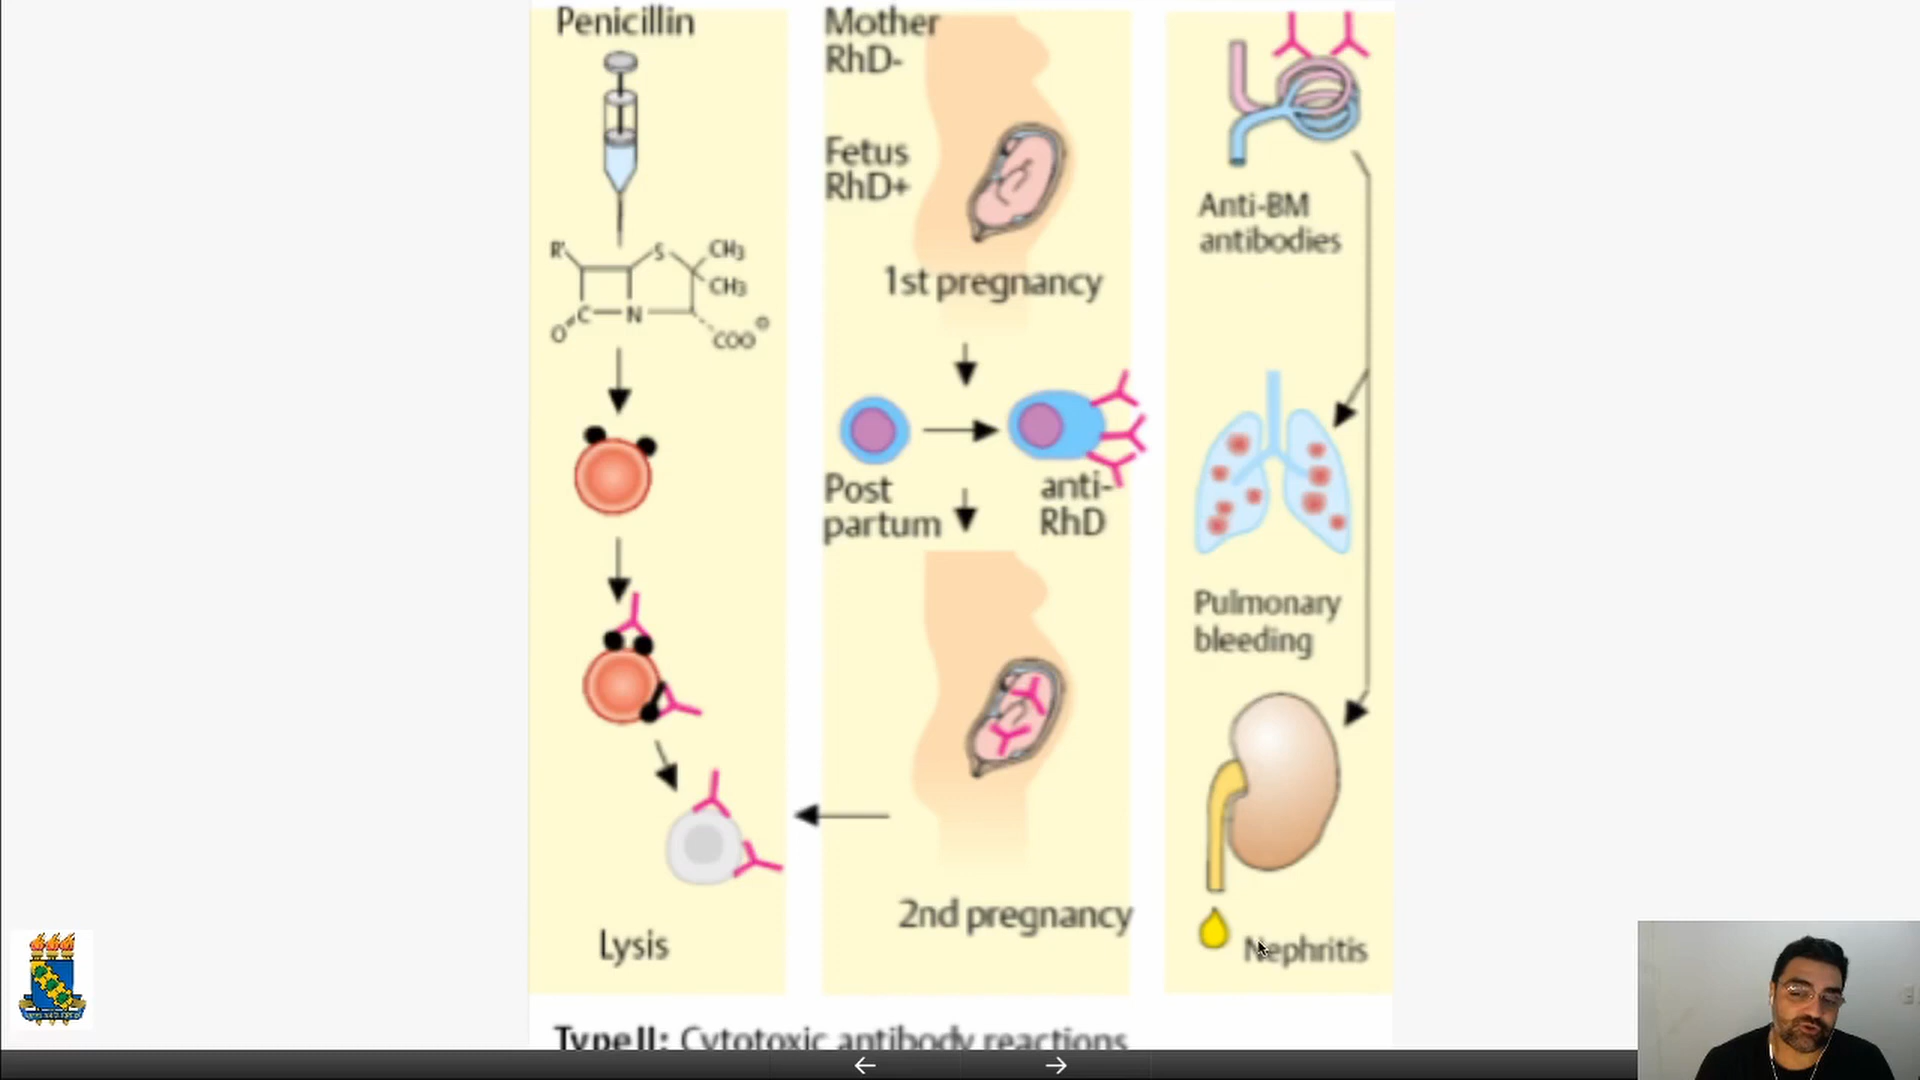 Penicillin
R'
S
CH3
CH3
C
N
O
COO⊖
Lysis
Mother
RhD-
Fetus
RhD+
1st pregnancy
Post
partum
anti-
RhD
2nd pregnancy
Anti-BM
antibodies
Pulmonary
bleeding
Nephritis
Type II: Cytotoxic antibody reactions